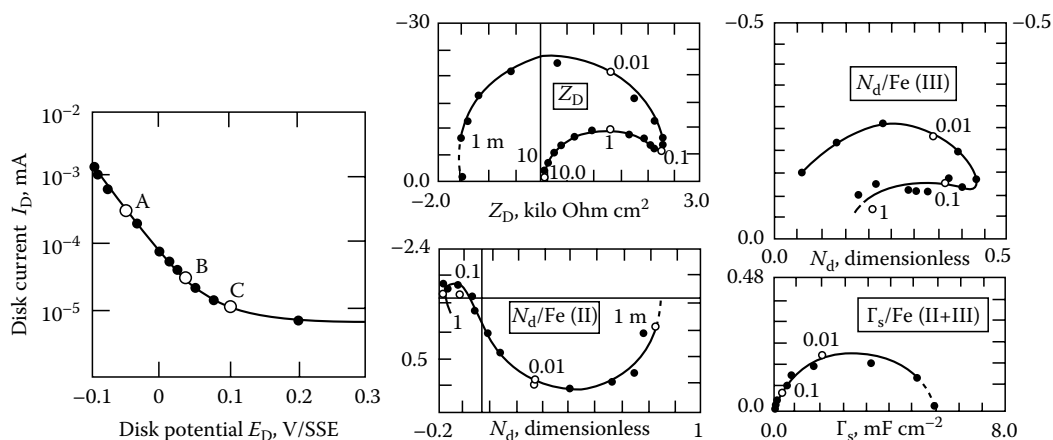 10⁻²
10⁻³
10⁻⁴
10⁻⁵
Disk current I_D, mA
A
B
C
−0.1
0
0.1
0.2
0.3
Disk potential E_D, V/SSE
−30
0.0
0.01
Z_D
1 m
10
1
0.1
10.0
−2.0
3.0
Z_D, kilo Ohm cm²
−2.4
0.1
1
N_d/Fe (II)
1 m
0.5
0.01
−0.2
1
N_d, dimensionless
−0.5
−0.5
N_d/Fe (III)
0.01
0.1
1
0.0
0.0
0.5
N_d, dimensionless
0.48
Γ_s/Fe (II+III)
0.01
0.1
0.0
0.0
8.0
Γ_s, mF cm⁻²